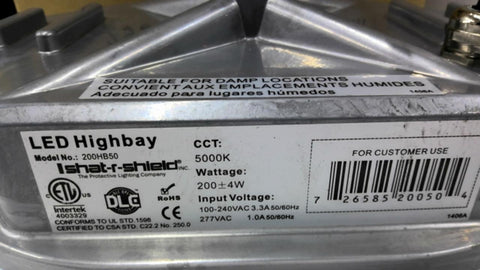 SUITABLE FOR DAMP LOCATIONS
CONVIENT AUX EMPLACEMENTS HUMIDES
Adecuado para lugares húmedos
1406A
LED Highbay
Model No.: 200HB50
shat-r-shield INC.
The Protective Lighting Company
ETL
CM
LISTED
US
Intertek
4003329
DLC
RoHS
CONFORMS TO UL STD.1598
CERTIFIED TO CSA STD. C22.2 No. 250.0
CCT:
5000K
Wattage:
200±4W
Input Voltage:
100-240VAC 3.3A 50/60Hz
277VAC 1.0A 50/60Hz
FOR CUSTOMER USE
7 26585 20050 4
1406A